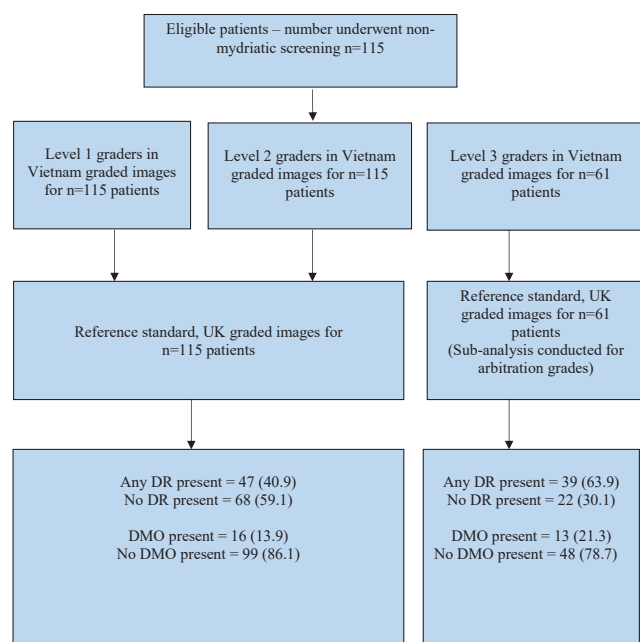 Eligible patients – number underwent non-
mydriatic screening n=115
Level 1 graders in
Vietnam graded images
for n=115 patients
Level 2 graders in Vietnam
graded images for n=115
patients
Level 3 graders in Vietnam
graded images for n=61
patients
Reference standard, UK graded images for
n=115 patients
Reference standard, UK
graded images for n=61
patients
(Sub-analysis conducted for
arbitration grades)
Any DR present = 47 (40.9)
No DR present = 68 (59.1)
DMO present = 16 (13.9)
No DMO present = 99 (86.1)
Any DR present = 39 (63.9)
No DR present = 22 (30.1)
DMO present = 13 (21.3)
No DMO present = 48 (78.7)